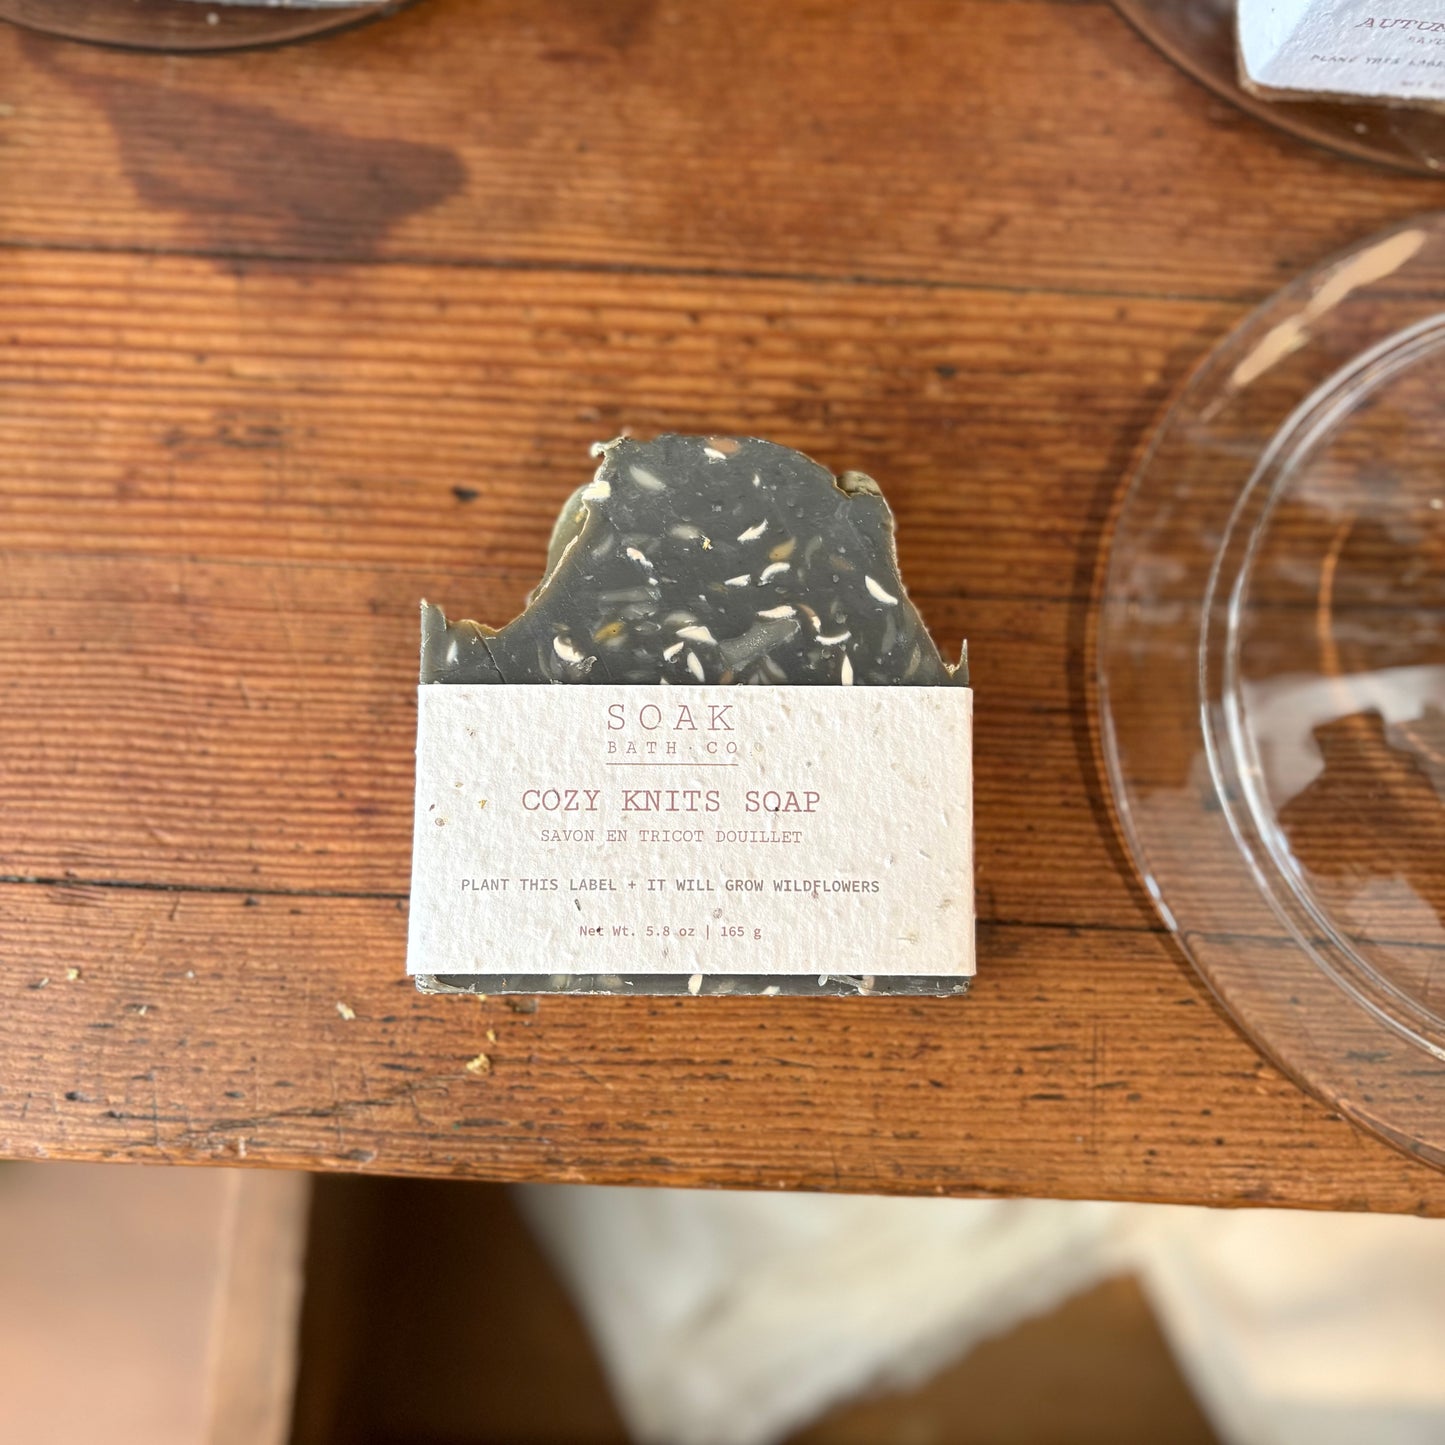 SOAK
BATH·CO
COZY KNITS SOAP
SAVON EN TRICOT DOUILLET
PLANT THIS LABEL + IT WILL GROW WILDFLOWERS
Net Wt. 5.8 oz | 165 g